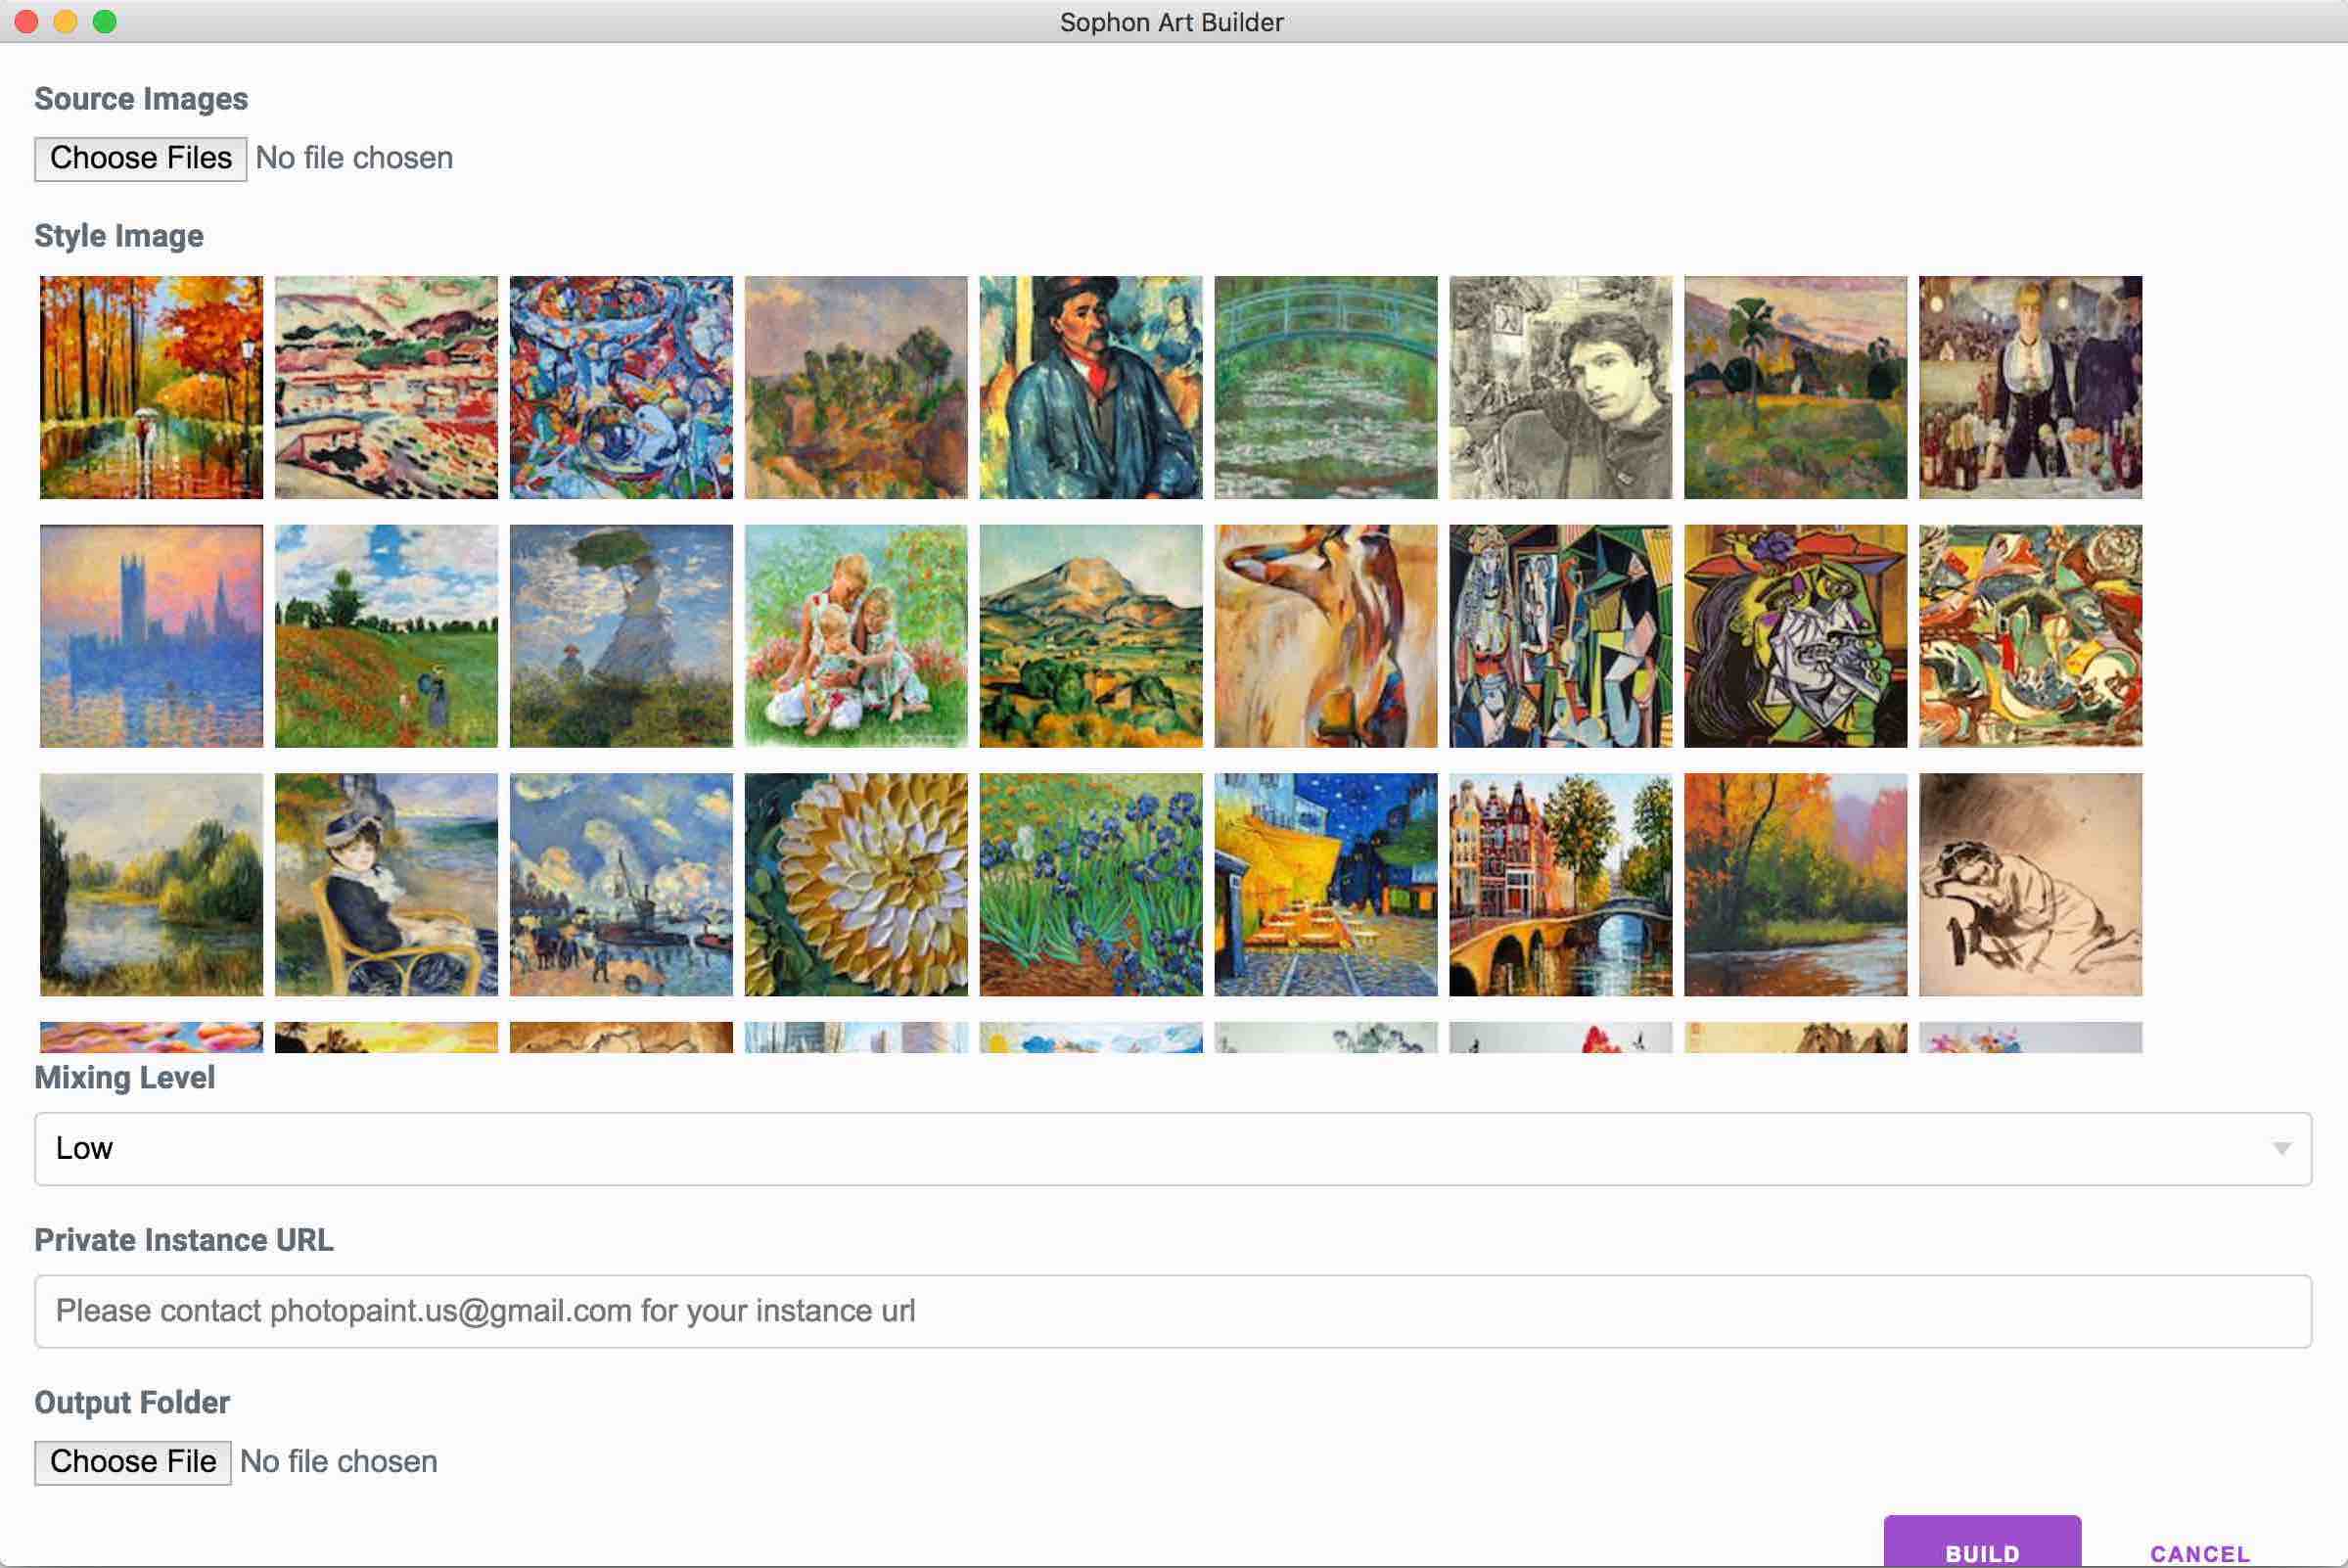 Sophon Art Builder
Source Images
Choose Files No file chosen
Style Image
Mixing Level
Low
Private Instance URL
Please contact photopaint.us@gmail.com for your instance url
Output Folder
Choose File No file chosen
BUILD CANCEL